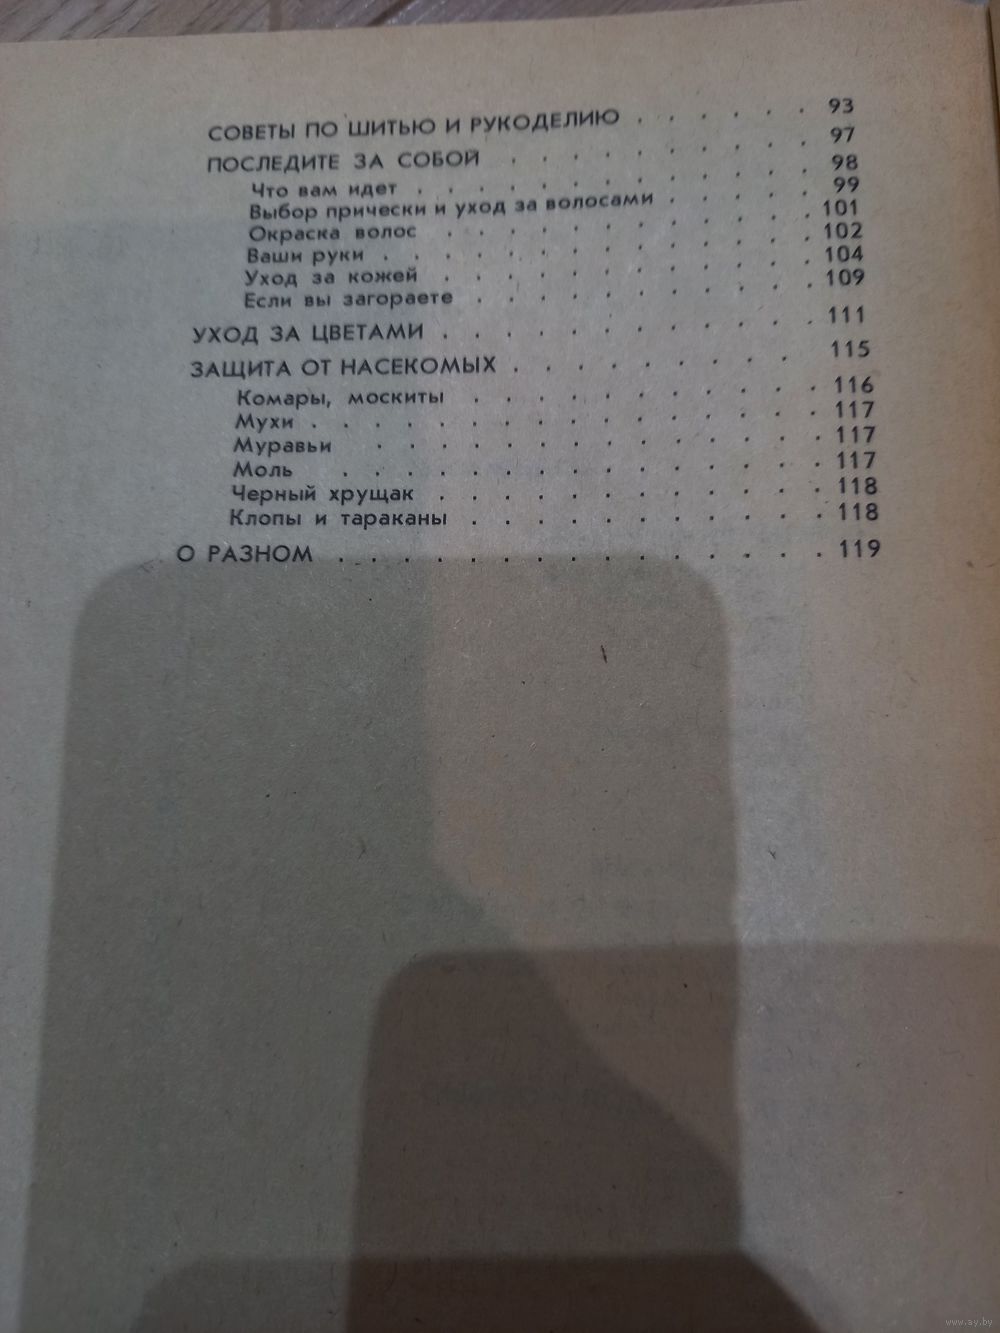 СОВЕТЫ ПО ШИТЬЮ И РУКОДЕЛИЮ . . . . . . 93
ПОСЛЕДИТЕ ЗА СОБОЙ . . . . . . . . . . 97
Что вам идет . . . . . . . . . . . . . 98
Выбор прически и уход за волосами . . . . . 99
Окраска волос . . . . . . . . . . . . 101
Ваши руки . . . . . . . . . . . . . . 102
Уход за кожей . . . . . . . . . . . . 104
Если вы загораете . . . . . . . . . . . 109
УХОД ЗА ЦВЕТАМИ . . . . . . . . . . . . 111
ЗАЩИТА ОТ НАСЕКОМЫХ . . . . . . . . . 115
Комары, москиты . . . . . . . . . . . 116
Мухи . . . . . . . . . . . . . . . . 117
Муравьи . . . . . . . . . . . . . . 117
Моль . . . . . . . . . . . . . . . 117
Черный хрущак . . . . . . . . . . . . 118
Клопы и тараканы . . . . . . . . . . . 118
О РАЗНОМ . . . . . . . . . . . . . . . 119
www.ay.by